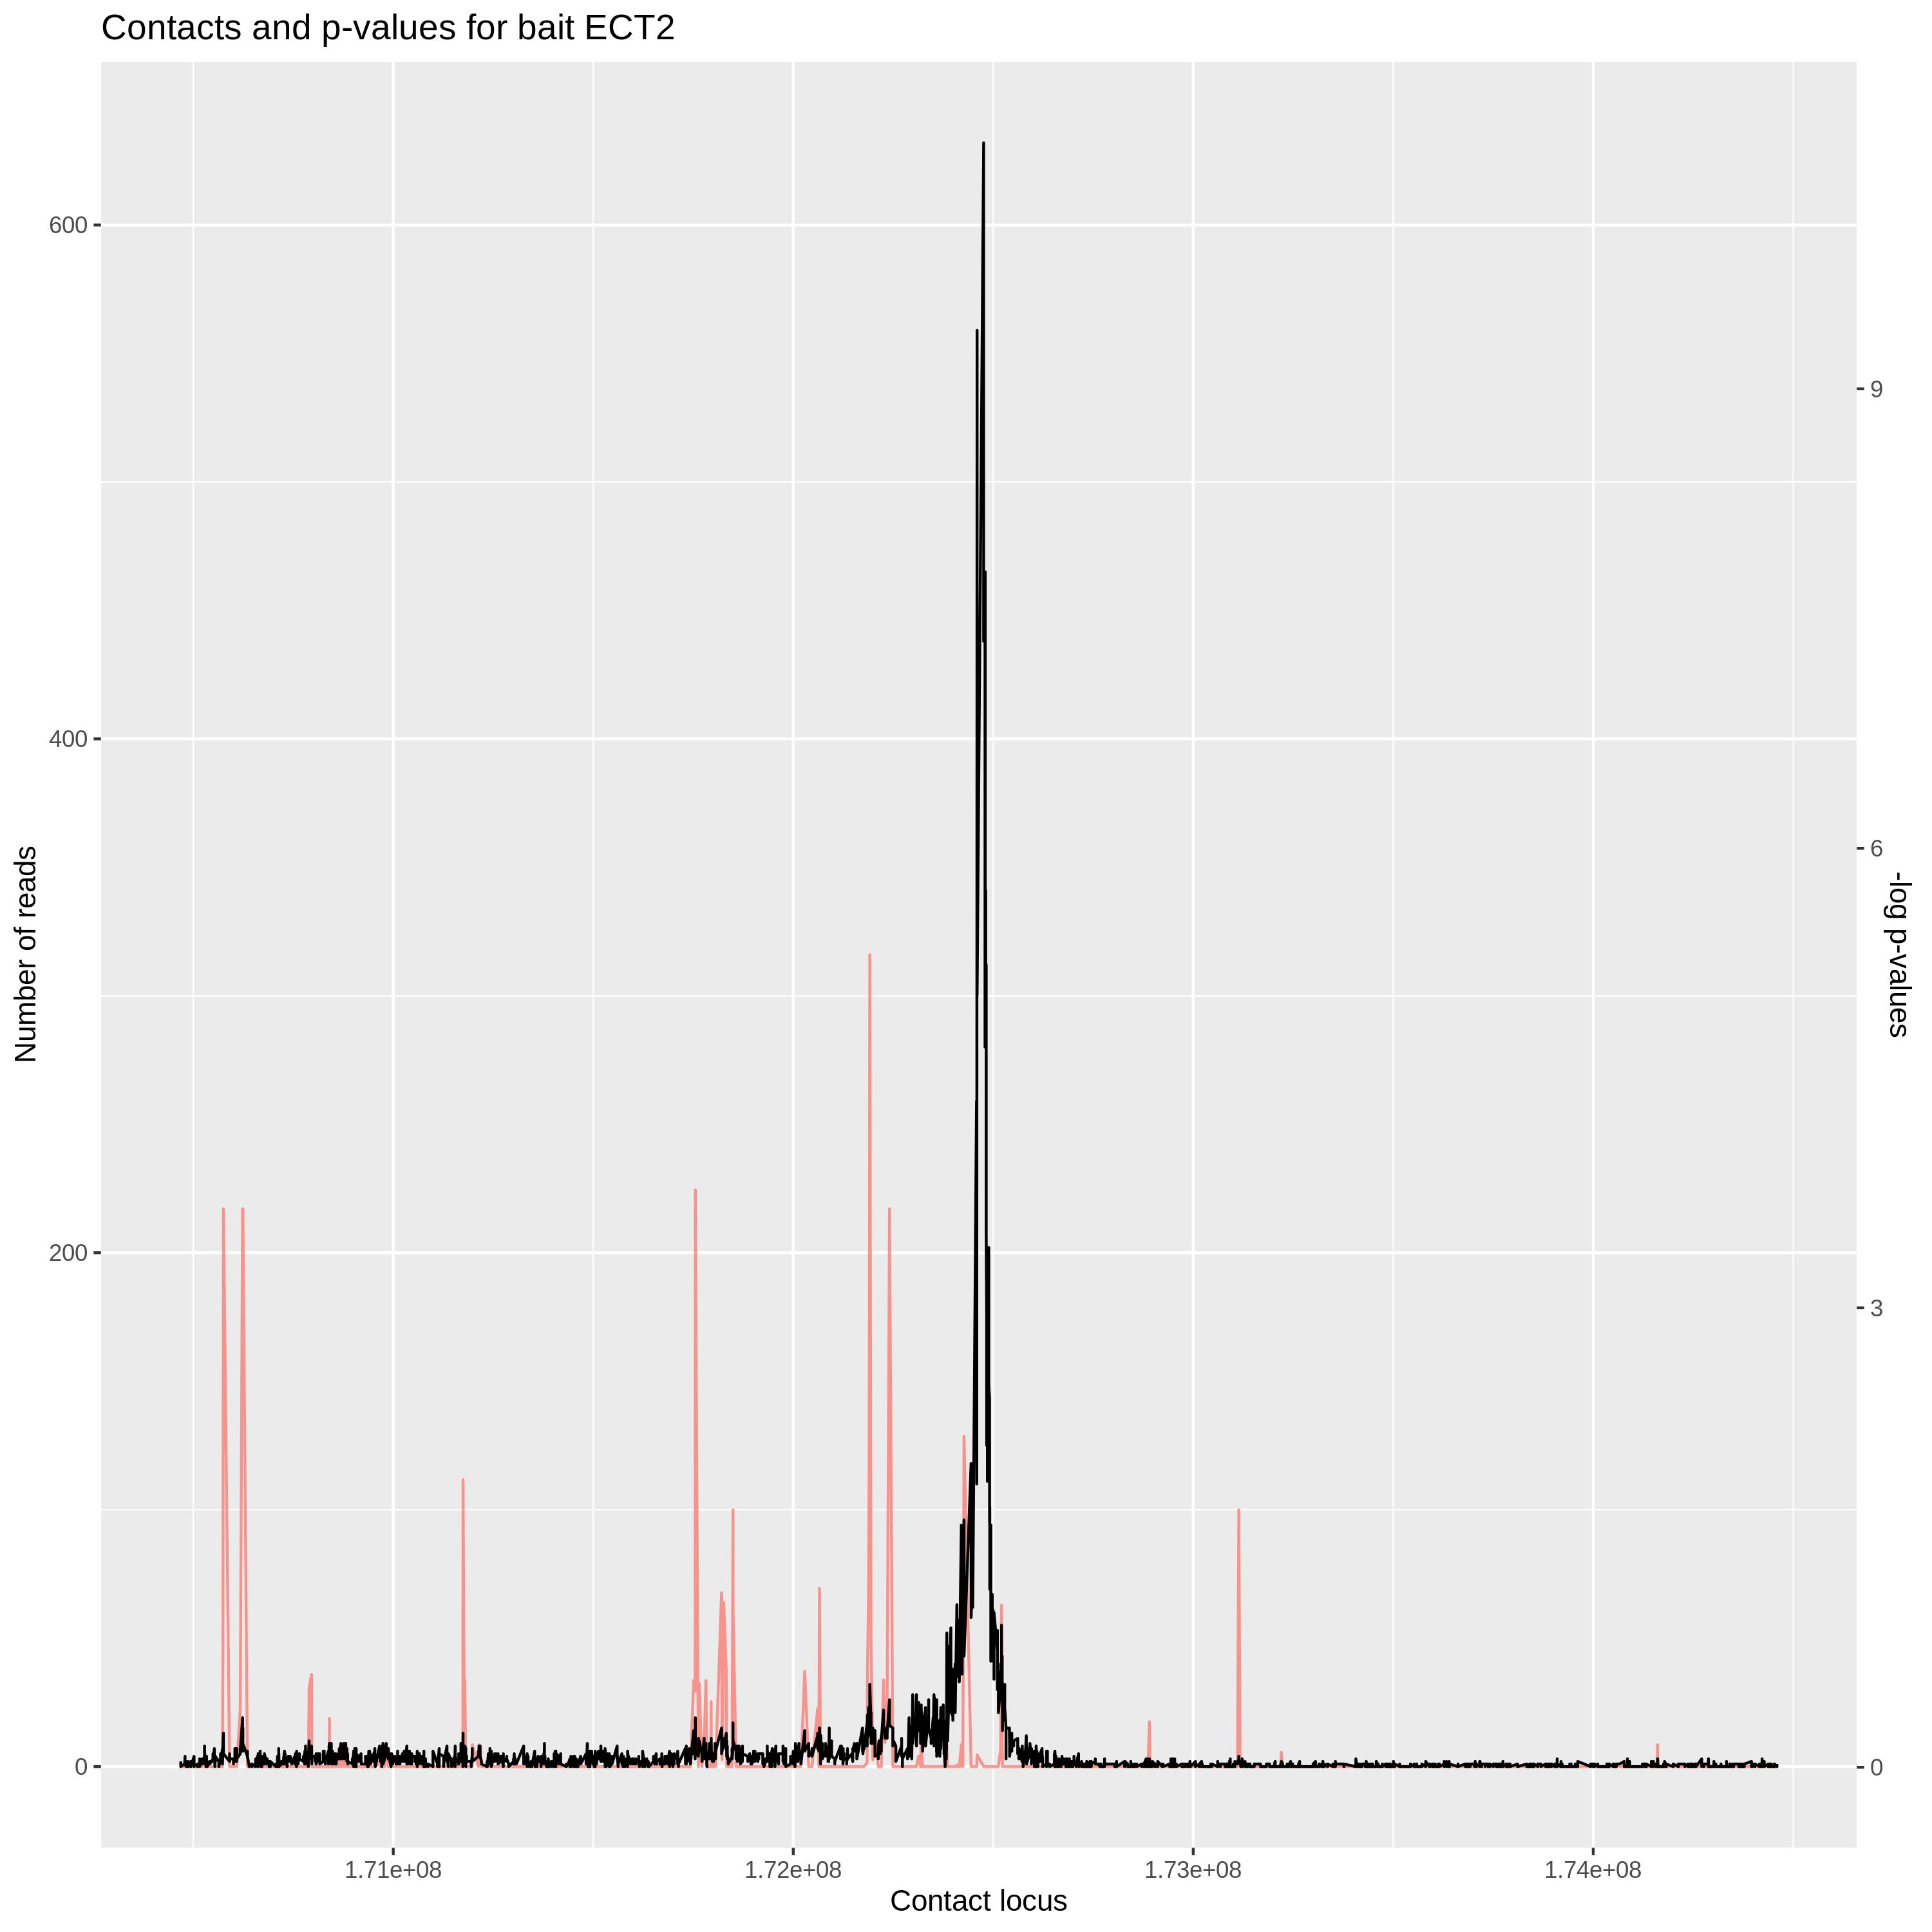 Contacts and p-values for bait ECT2
600
400
200
0
9
6
3
0
Number of reads
-log p-values
1.71e+08
1.72e+08
1.73e+08
1.74e+08
Contact locus